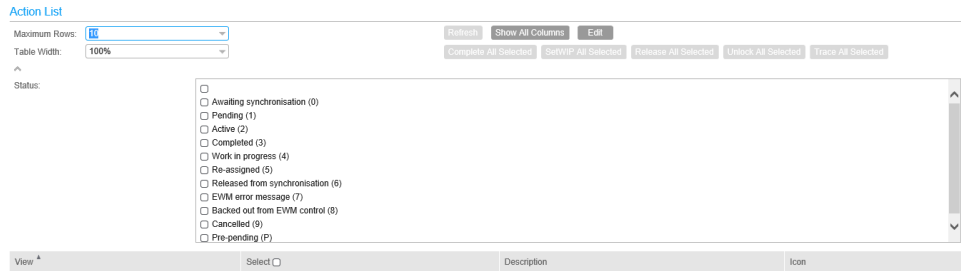 Action List
Maximum Rows: 10 Refresh Show All Columns Edit
Table Width: 100% Complete All Selected SetWIP All Selected Release All Selected Unlock All Selected Trace All Selected
Status:
Awaiting synchronisation (0)
Pending (1)
Active (2)
Completed (3)
Work in progress (4)
Re-assigned (5)
Released from synchronisation (6)
EWM error message (7)
Backed out from EWM control (8)
Cancelled (9)
Pre-pending (P)
View Select Description Icon